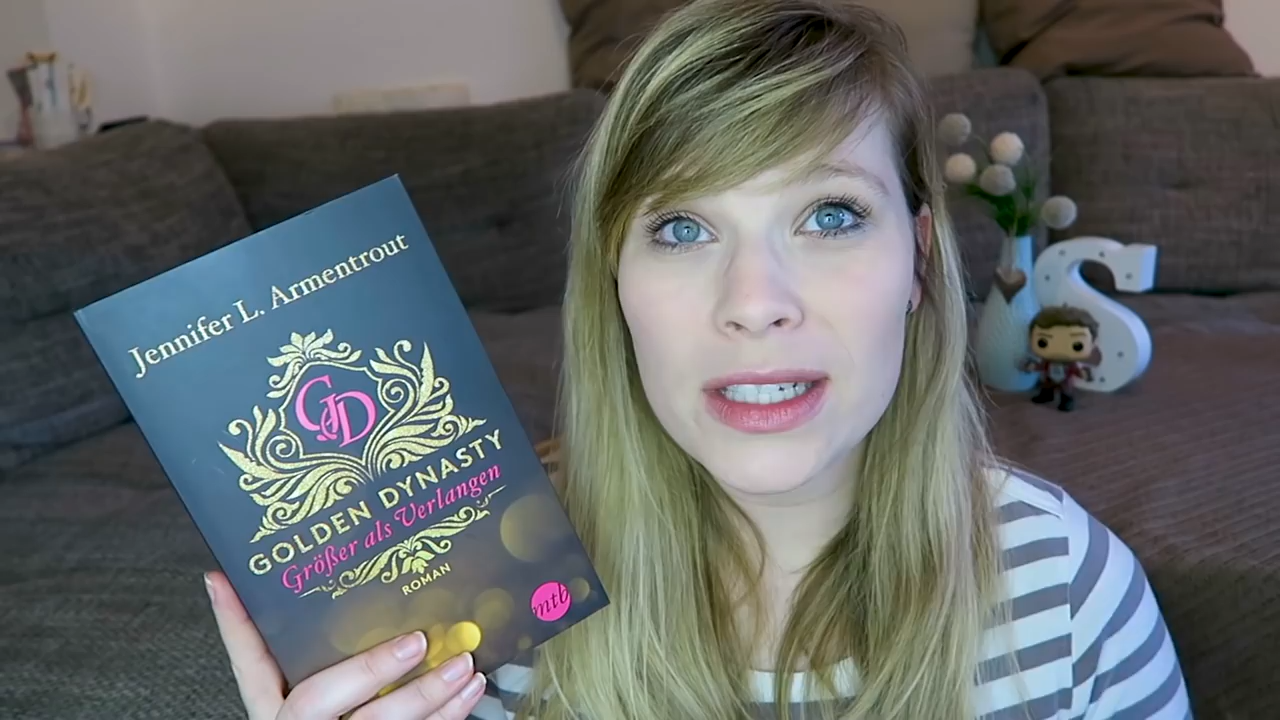 Jennifer L. Armentrout
GD
GOLDEN DYNASTY
Größer als Verlangen
ROMAN
mtb
S